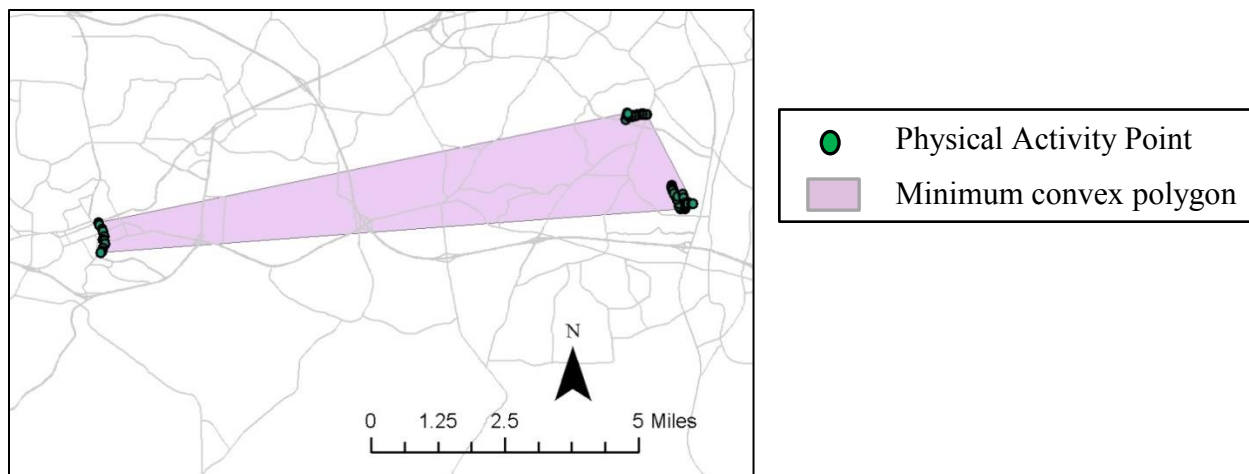 N
0 1.25 2.5 5 Miles
Physical Activity Point
Minimum convex polygon